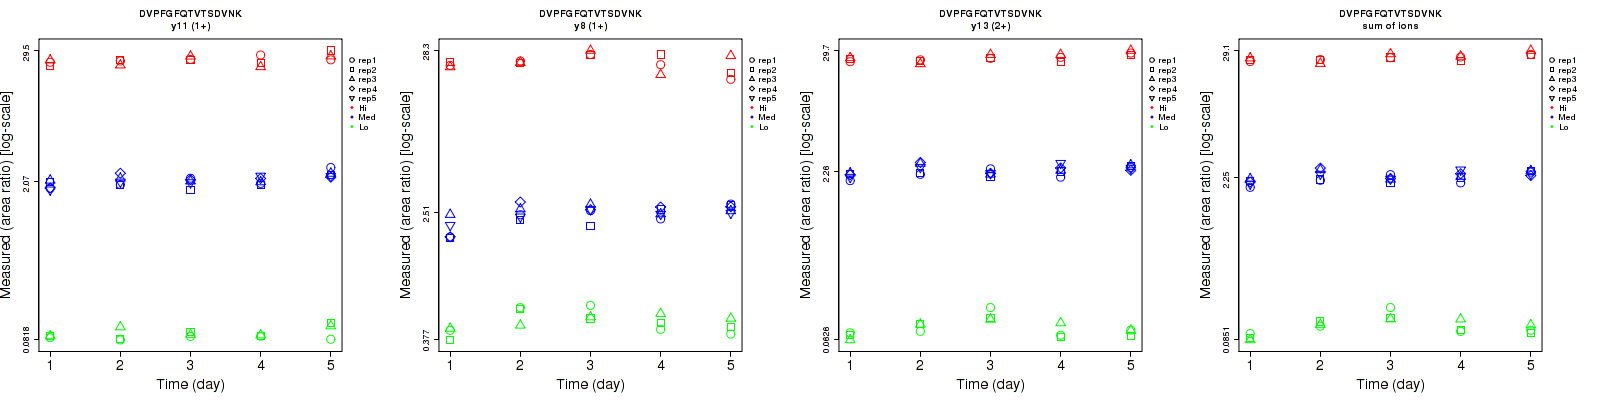 DVPFGFQTVTSDVNK
y11 (1+)
Measured (area ratio) [log-scale]
29.5
2.07
0.0818
1 2 3 4 5
Time (day)
rep1
rep2
rep3
rep4
rep5
Hi
Med
Lo
DVPFGFQTVTSDVNK
y8 (1+)
Measured (area ratio) [log-scale]
28.3
2.51
0.377
1 2 3 4 5
Time (day)
rep1
rep2
rep3
rep4
rep5
Hi
Med
Lo
DVPFGFQTVTSDVNK
y13 (2+)
Measured (area ratio) [log-scale]
29.7
2.26
0.0626
1 2 3 4 5
Time (day)
rep1
rep2
rep3
rep4
rep5
Hi
Med
Lo
DVPFGFQTVTSDVNK
sum of ions
Measured (area ratio) [log-scale]
29.1
2.25
0.0851
1 2 3 4 5
Time (day)
rep1
rep2
rep3
rep4
rep5
Hi
Med
Lo